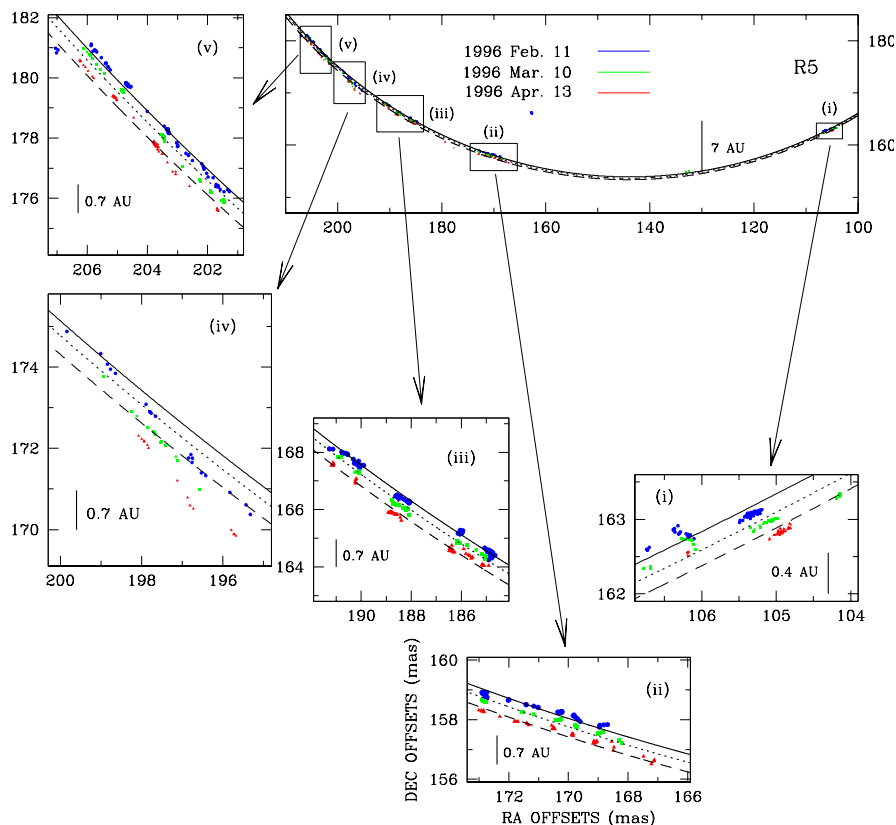 (v)
182
180
178
176
0.7 AU
206
204
202
1996 Feb. 11
1996 Mar. 10
1996 Apr. 13
R5
(v)
(iv)
(iii)
(ii)
(i)
7 AU
180
160
200
180
160
140
120
100
(iv)
174
172
170
0.7 AU
200
198
196
(iii)
168
166
164
0.7 AU
190
188
186
(i)
163
162
0.4 AU
106
105
104
(ii)
160
158
156
0.7 AU
172
170
168
166
DEC OFFSETS (mas)
RA OFFSETS (mas)